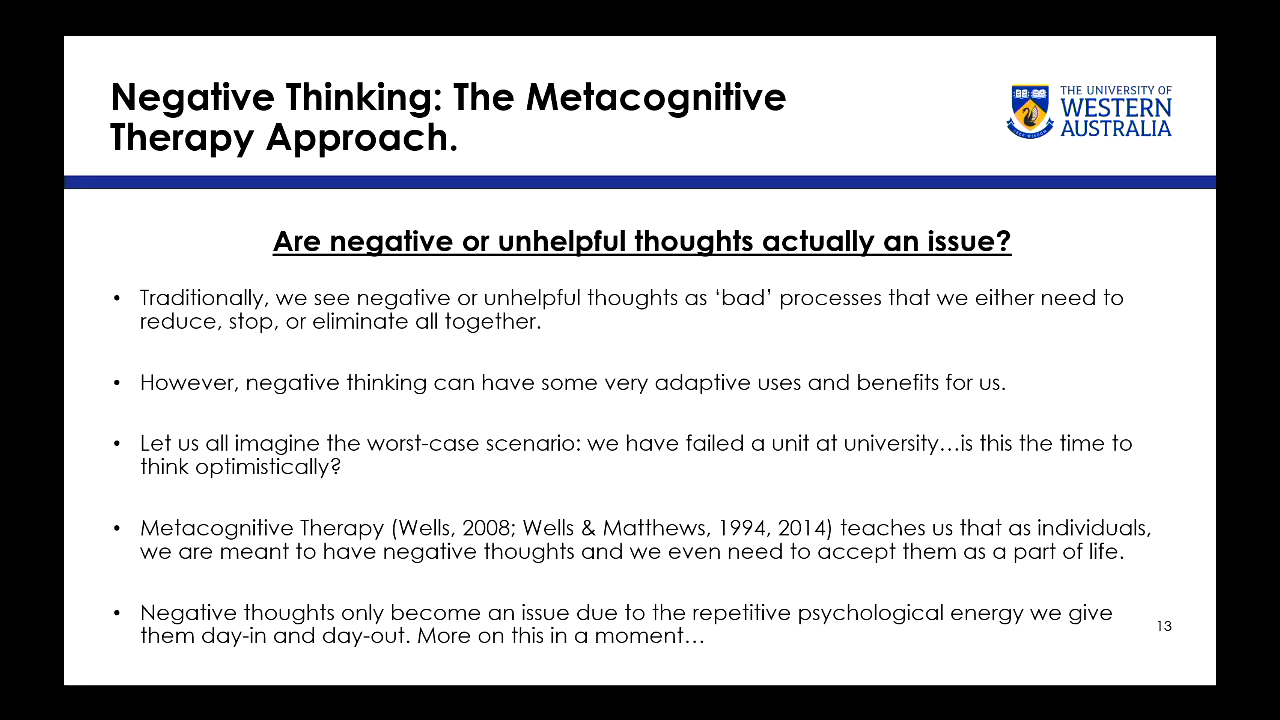 Negative Thinking: The Metacognitive
Therapy Approach.
THE UNIVERSITY OF
WESTERN
AUSTRALIA
Are negative or unhelpful thoughts actually an issue?
• Traditionally, we see negative or unhelpful thoughts as ‘bad’ processes that we either need to
reduce, stop, or eliminate all together.
• However, negative thinking can have some very adaptive uses and benefits for us.
• Let us all imagine the worst-case scenario: we have failed a unit at university…is this the time to
think optimistically?
• Metacognitive Therapy (Wells, 2008; Wells & Matthews, 1994, 2014) teaches us that as individuals,
we are meant to have negative thoughts and we even need to accept them as a part of life.
• Negative thoughts only become an issue due to the repetitive psychological energy we give
them day-in and day-out. More on this in a moment…
13